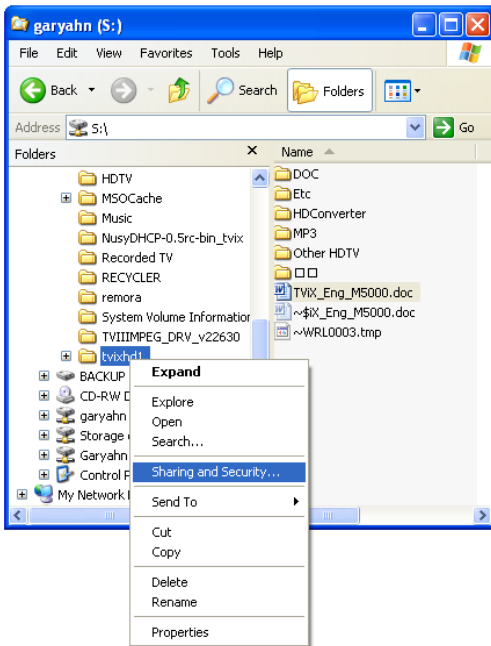 garyahn (S:)
File Edit View Favorites Tools Help
Back Search Folders
Address S:\ Go
Folders Name
HDTV
MSOCache
Music
NusyDHCP-0.5rc-bin_tvix
Recorded TV
RECYCLER
remora
System Volume Information
TVIIIMPEG_DRV_v22630
tvixhd1
BACKUP
CD-RW D
garyahn
Storage
Garyahn
Control P
My Network
DOC
Etc
HDConverter
MP3
Other HDTV
□□
TViX_Eng_M5000.doc
~$iX_Eng_M5000.doc
~WRL0003.tmp
Expand
Explore
Open
Search...
Sharing and Security...
Send To
Cut
Copy
Delete
Rename
Properties